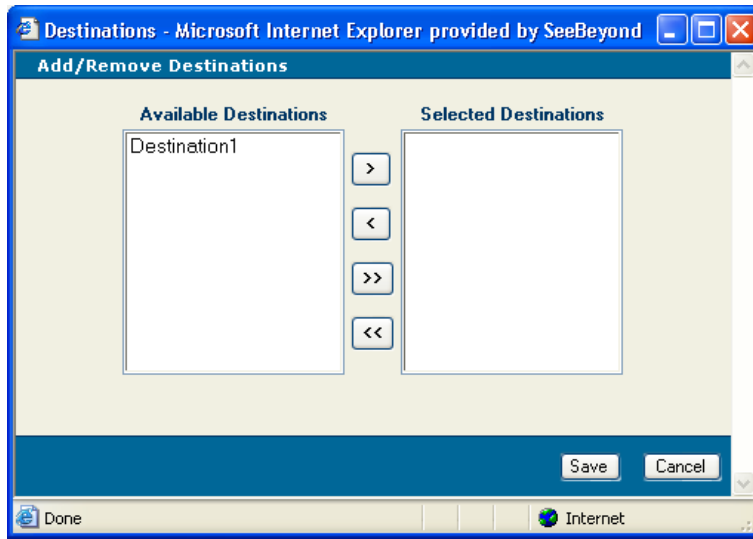 Destinations - Microsoft Internet Explorer provided by SeeBeyond
Add/Remove Destinations
Available Destinations
Selected Destinations
Destination1
>
<
>>
<<
Save
Cancel
Done
Internet